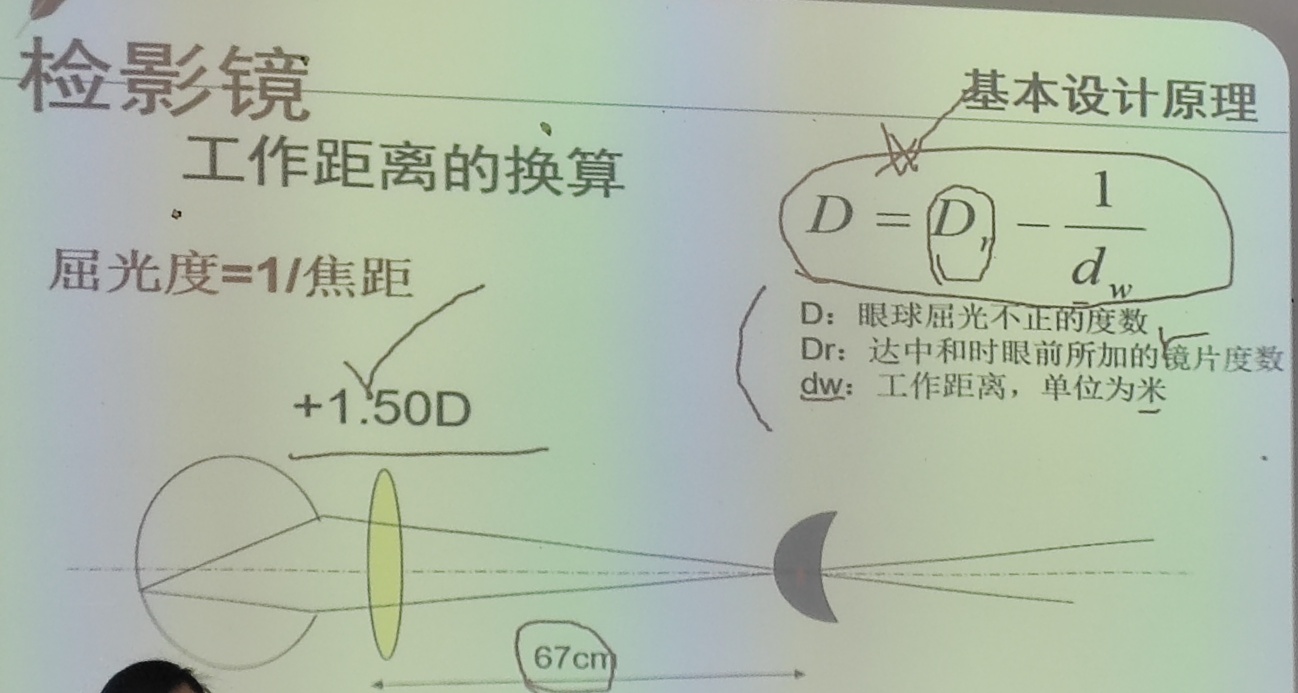 检影镜
基本设计原理
工作距离的换算
D = Dr − 1/dw
屈光度=1/焦距
D：眼球屈光不正的度数
Dr：达中和时眼前所加的镜片度数
dw：工作距离，单位为米
+1.50D
67cm